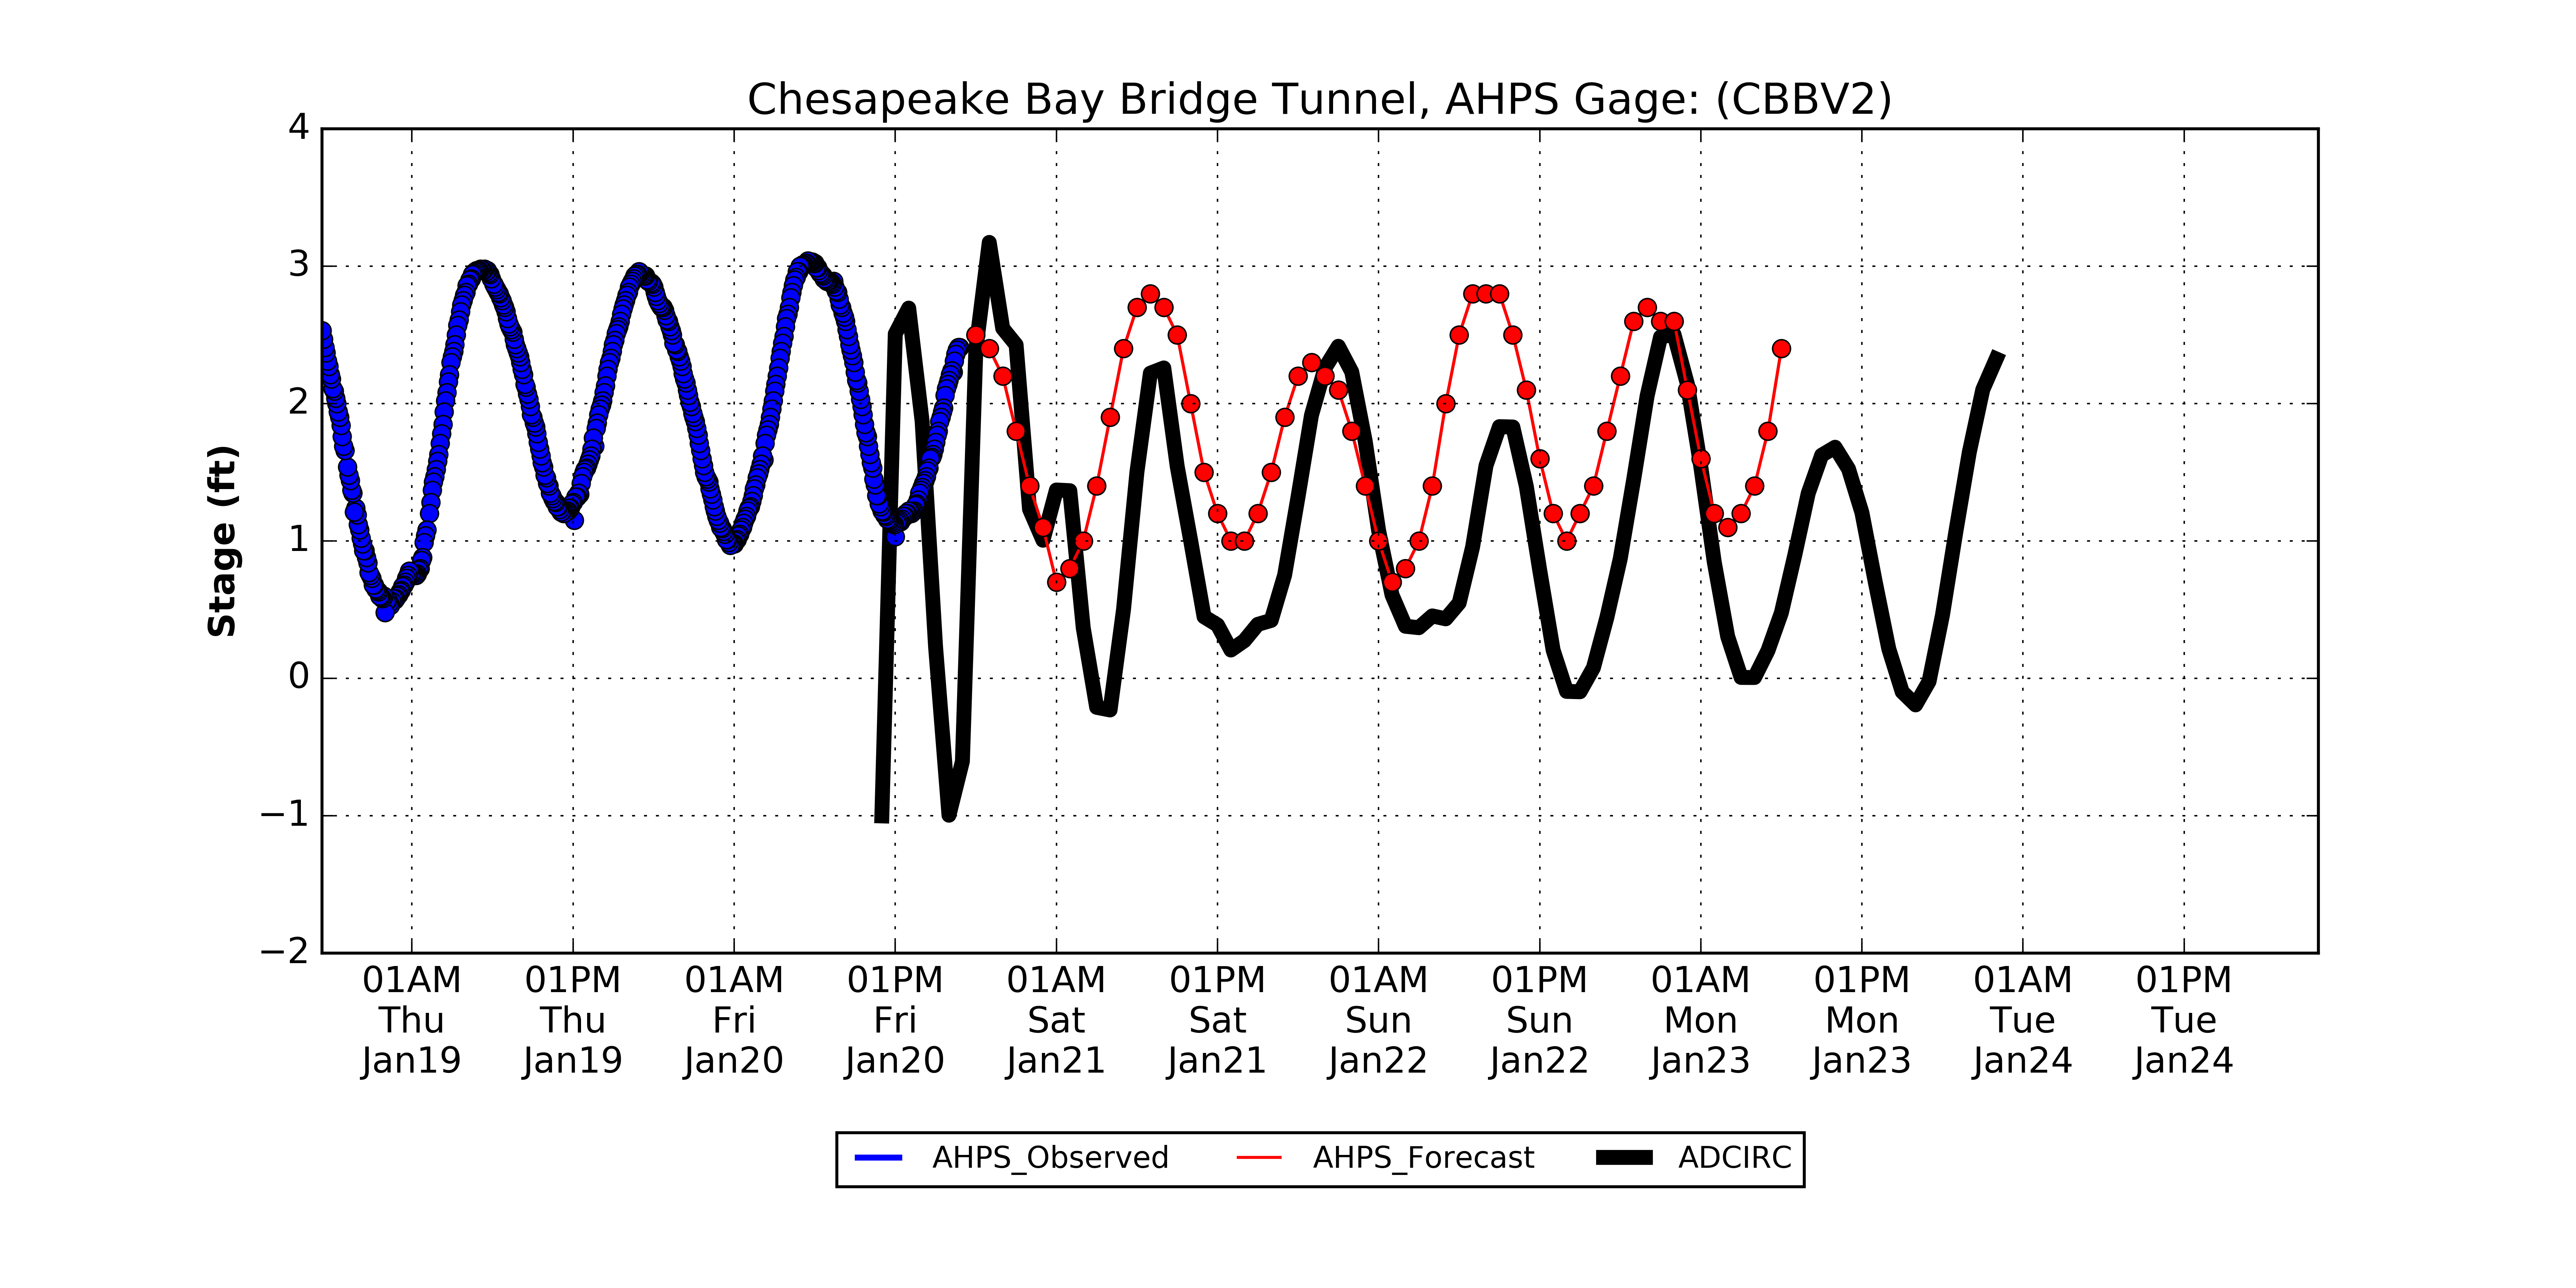 Chesapeake Bay Bridge Tunnel, AHPS Gage: (CBBV2)
4
3
2
1
0
−1
−2
Stage (ft)
01AM 01PM 01AM 01PM 01AM 01PM 01AM 01PM 01AM 01PM 01AM 01PM
Thu Thu Fri Fri Sat Sat Sun Sun Mon Mon Tue Tue
Jan19 Jan19 Jan20 Jan20 Jan21 Jan21 Jan22 Jan22 Jan23 Jan23 Jan24 Jan24
AHPS_Observed AHPS_Forecast ADCIRC